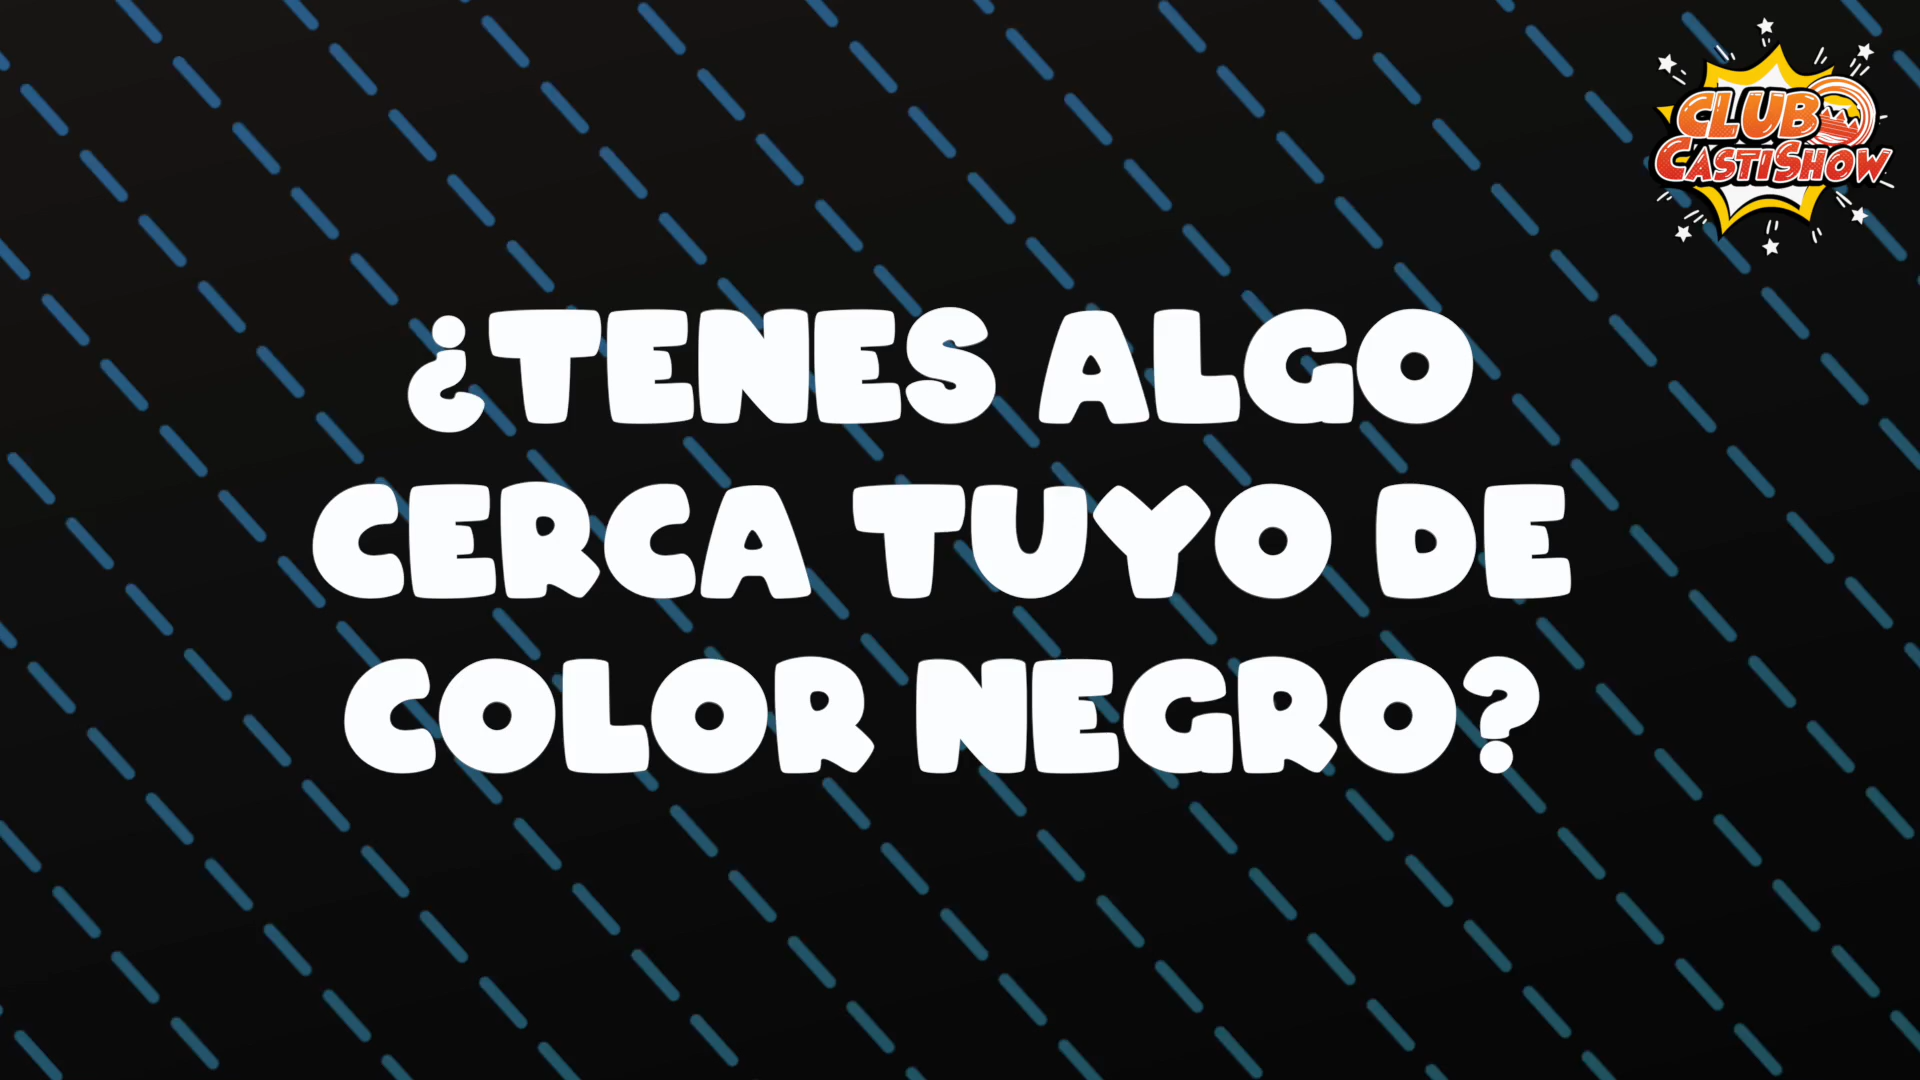 ¿TENES ALGO
CERCA TUYO DE
COLOR NEGRO?
CLUB
CASTISHOW